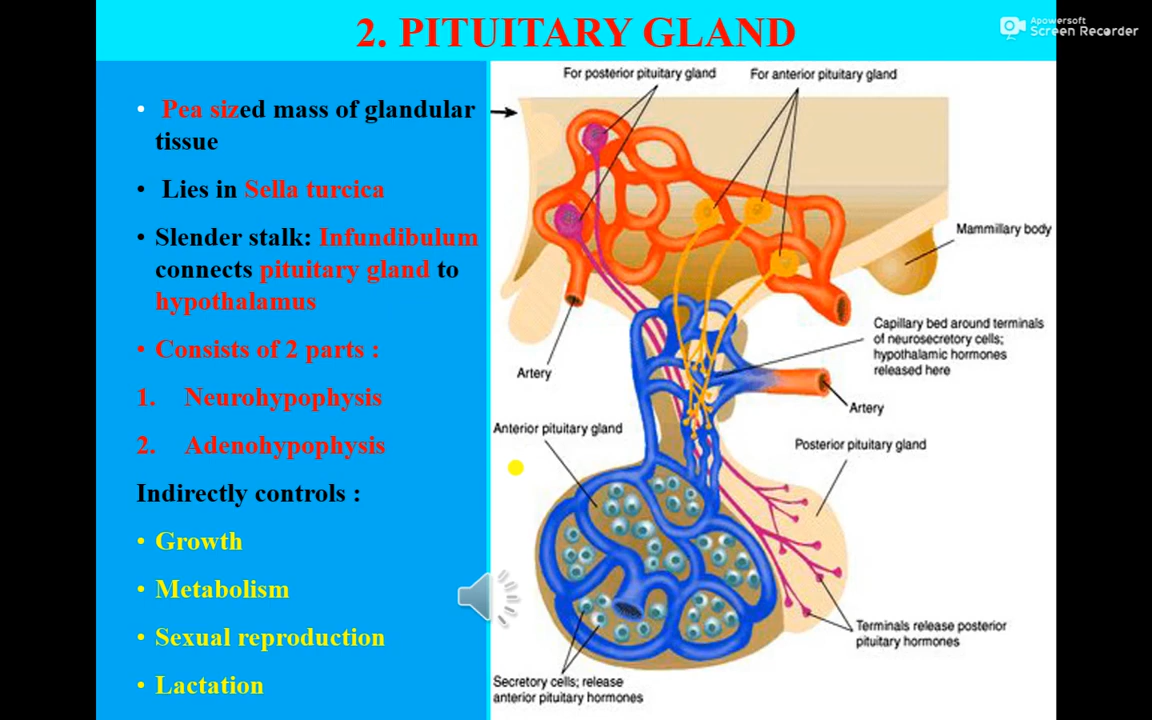 2. PITUITARY GLAND
Apowersoft
Screen Recorder
• Pea sized mass of glandular
tissue
• Lies in Sella turcica
• Slender stalk: Infundibulum
connects pituitary gland to
hypothalamus
• Consists of 2 parts :
1. Neurohypophysis
2. Adenohypophysis
Indirectly controls :
• Growth
• Metabolism
• Sexual reproduction
• Lactation
For posterior pituitary gland
For anterior pituitary gland
Mammillary body
Capillary bed around terminals
of neurosecretory cells;
hypothalamic hormones
released here
Artery
Artery
Anterior pituitary gland
Posterior pituitary gland
Terminals release posterior
pituitary hormones
Secretory cells; release
anterior pituitary hormones